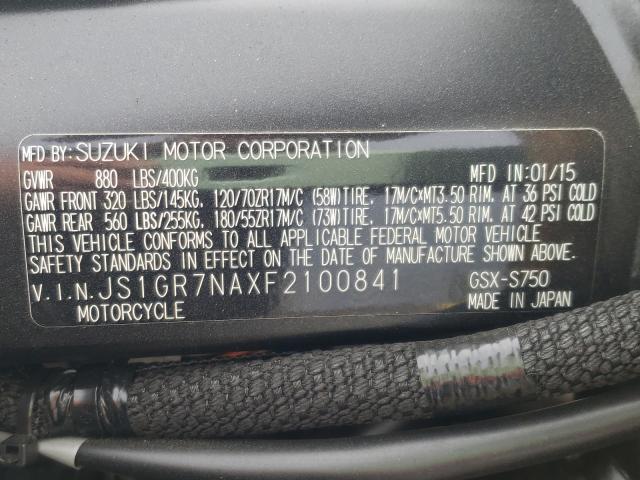 MFD BY:SUZUKI MOTOR CORPORATION
GVWR 880 LBS/400KG MFD IN:01/15
GAWR FRONT 320 LBS/145KG, 120/70ZR17M/C (58W)TIRE, 17M/C×MT3.50 RIM, AT 36 PSI COLD
GAWR REAR 560 LBS/255KG, 180/55ZR17M/C (73W)TIRE, 17M/C×MT5.50 RIM, AT 42 PSI COLD
THIS VEHICLE CONFORMS TO ALL APPLICABLE FEDERAL MOTOR VEHICLE
SAFETY STANDARDS IN EFFECT ON THE DATE OF MANUFACTURE SHOWN ABOVE.
V.I.N.JS1GR7NAXF2100841 GSX-S750
MOTORCYCLE MADE IN JAPAN